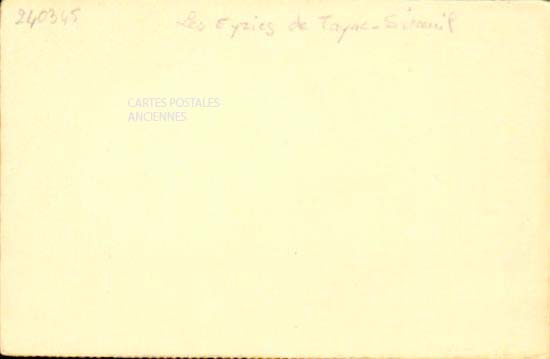 240345
Les Eyzies de Tayac-Sireuil
CARTES POSTALES
ANCIENNES